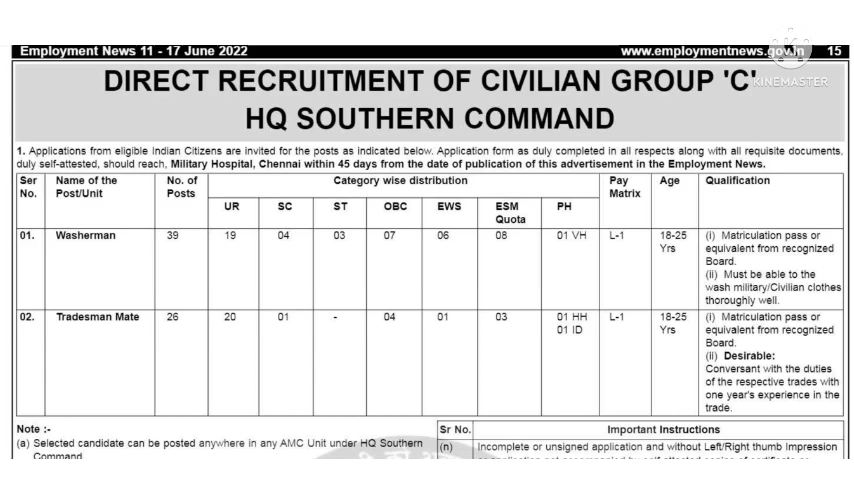 Employment News 11 - 17 June 2022 www.employmentnews.gov.in 15
KINEMASTER
DIRECT RECRUITMENT OF CIVILIAN GROUP 'C'
HQ SOUTHERN COMMAND
1. Applications from eligible Indian Citizens are invited for the posts as indicated below. Application form as duly completed in all respects along with all requisite documents,
duly self-attested, should reach, Military Hospital, Chennai within 45 days from the date of publication of this advertisement in the Employment News.
Ser Name of the No. of Category wise distribution Pay Age Qualification
No. Post/Unit Posts Matrix
UR SC ST OBC EWS ESM PH
Quota
01. Washerman 39 19 04 03 07 06 08 01 VH L-1 18-25 (i) Matriculation pass or
Yrs equivalent from recognized
Board.
(ii) Must be able to the
wash military/Civilian clothes
thoroughly well.
02. Tradesman Mate 26 20 01 - 04 01 03 01 HH L-1 18-25 (i) Matriculation pass or
01 ID Yrs equivalent from recognized
Board.
(ii) Desirable:
Conversant with the duties
of the respective trades with
one year's experience in the
trade.
Note :- Sr No. Important Instructions
(a) Selected candidate can be posted anywhere in any AMC Unit under HQ Southern (n) Incomplete or unsigned application and without Left/Right thumb Impression
Command